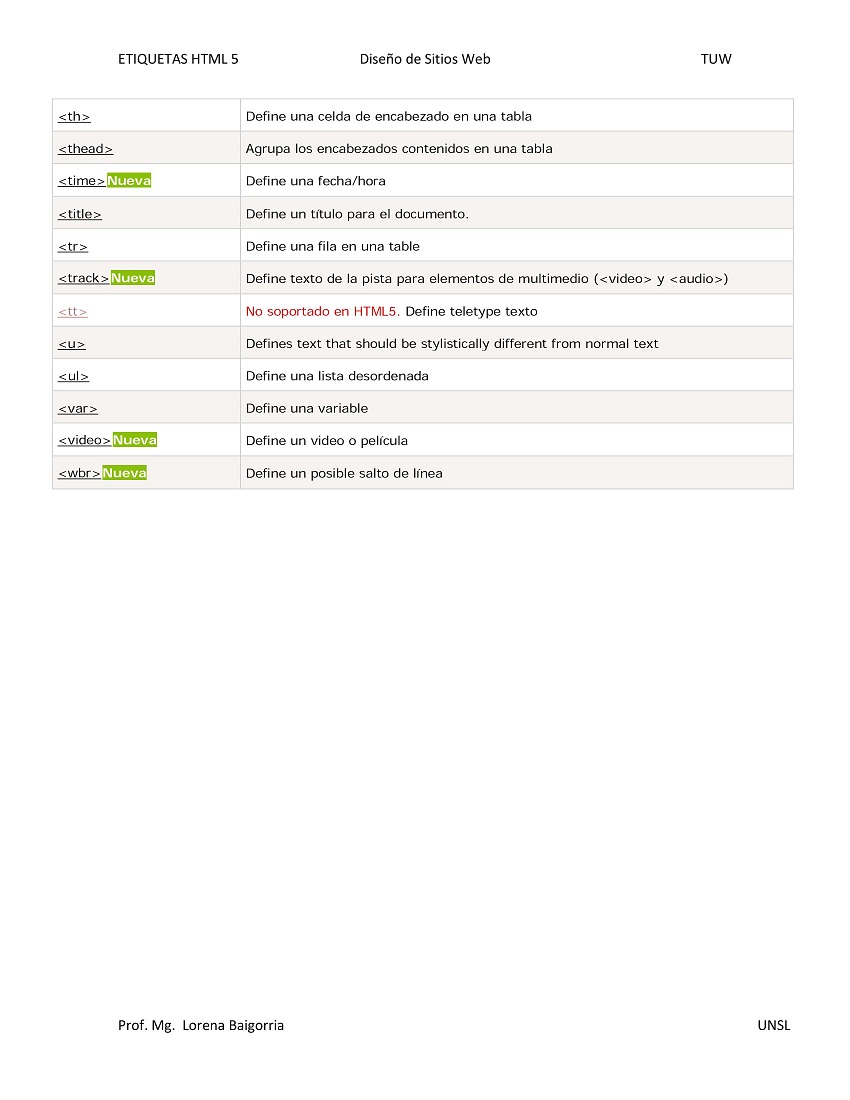 ETIQUETAS HTML 5 Diseño de Sitios Web TUW
<th> Define una celda de encabezado en una tabla
<thead> Agrupa los encabezados contenidos en una tabla
<time>Nueva Define una fecha/hora
<title> Define un título para el documento.
<tr> Define una fila en una table
<track>Nueva Define texto de la pista para elementos de multimedio (<video> y <audio>)
<tt> No soportado en HTML5. Define teletype texto
<u> Defines text that should be stylistically different from normal text
<ul> Define una lista desordenada
<var> Define una variable
<video>Nueva Define un video o película
<wbr>Nueva Define un posible salto de línea
Prof. Mg. Lorena Baigorria UNSL